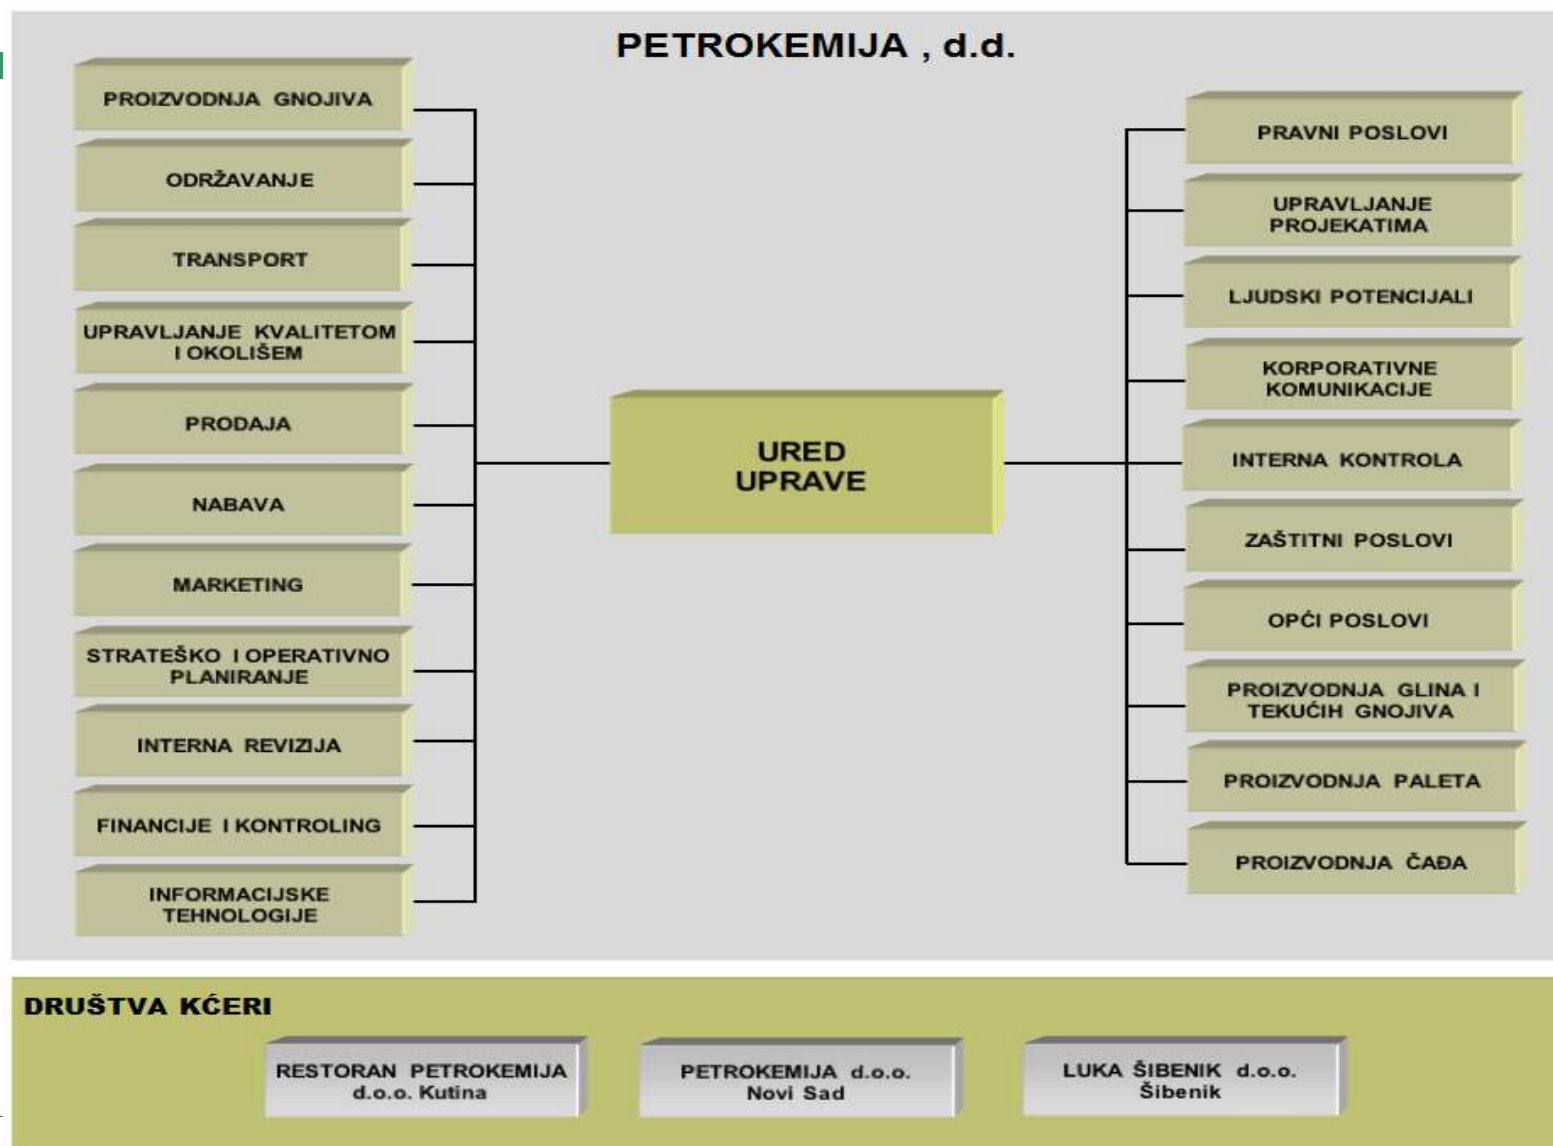 PETROKEMIJA , d.d.
PROIZVODNJA GNOJIVA
ODRŽAVANJE
TRANSPORT
UPRAVLJANJE KVALITETOM
I OKOLIŠEM
PRODAJA
NABAVA
MARKETING
STRATEŠKO I OPERATIVNO
PLANIRANJE
INTERNA REVIZIJA
FINANCIJE I KONTROLING
INFORMACIJSKE
TEHNOLOGIJE
URED
UPRAVE
PRAVNI POSLOVI
UPRAVLJANJE
PROJEKATIMA
LJUDSKI POTENCIJALI
KORPORATIVNE
KOMUNIKACIJE
INTERNA KONTROLA
ZAŠTITNI POSLOVI
OPĆI POSLOVI
PROIZVODNJA GLINA I
TEKUĆIH GNOJIVA
PROIZVODNJA PALETA
PROIZVODNJA ČAĐA
DRUŠTVA KĆERI
RESTORAN PETROKEMIJA
d.o.o. Kutina
PETROKEMIJA d.o.o.
Novi Sad
LUKA ŠIBENIK d.o.o.
Šibenik